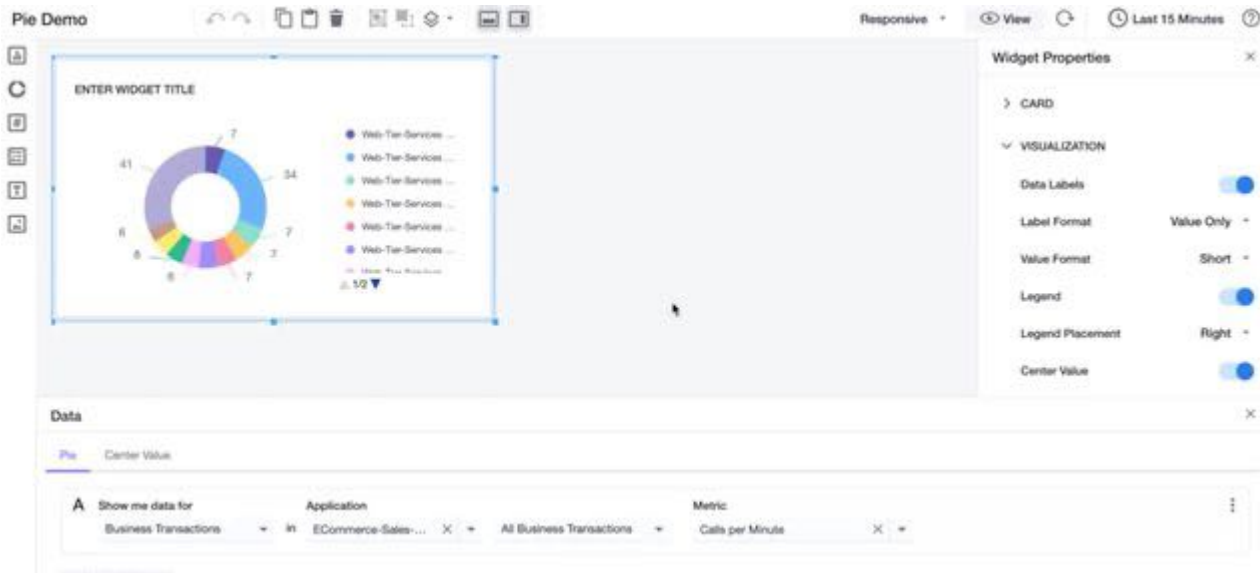 Pie Demo
Responsive
View
Last 15 Minutes
ENTER WIDGET TITLE
7
34
7
7
7
6
8
6
41
Web-Tier-Services ...
Web-Tier-Services ...
Web-Tier-Services ...
Web-Tier-Services ...
Web-Tier-Services ...
Web-Tier-Services ...
1/2
Widget Properties
CARD
VISUALIZATION
Data Labels
Label Format Value Only
Value Format Short
Legend
Legend Placement Right
Center Value
Data
Pie Center Value
A Show me data for Application Metric
Business Transactions in ECommerce-Sales-... All Business Transactions Calls per Minute